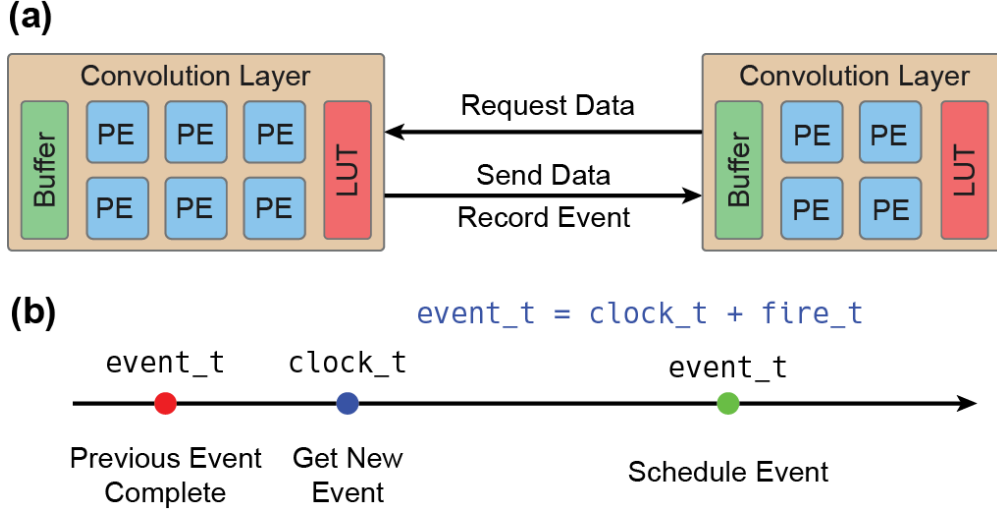 (a)
Convolution Layer
Buffer
PE PE PE
PE PE PE
LUT
Request Data
Send Data
Record Event
Convolution Layer
Buffer
PE PE
PE PE
LUT
(b)
event_t = clock_t + fire_t
event_t clock_t event_t
Previous Event
Complete
Get New
Event
Schedule Event